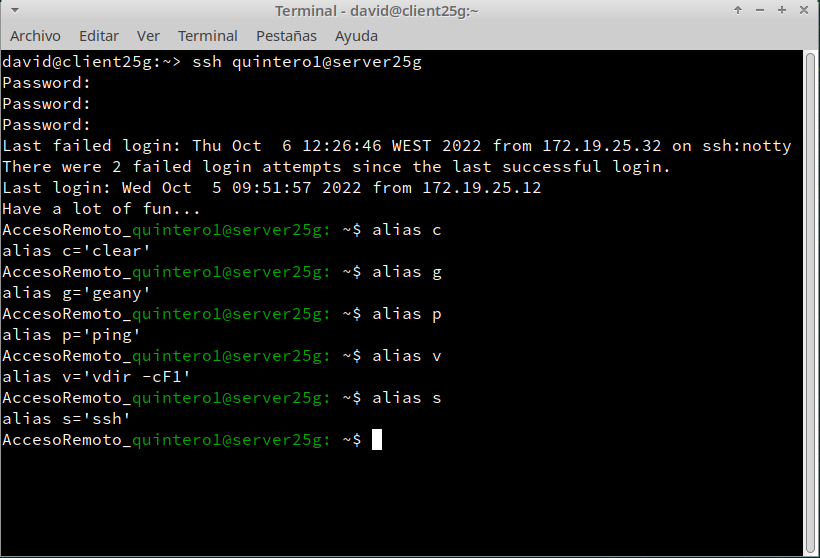 Terminal - david@client25g:~
Archivo Editar Ver Terminal Pestañas Ayuda
david@client25g:~> ssh quintero1@server25g
Password:
Password:
Password:
Last failed login: Thu Oct  6 12:26:46 WEST 2022 from 172.19.25.32 on ssh:notty
There were 2 failed login attempts since the last successful login.
Last login: Wed Oct  5 09:51:57 2022 from 172.19.25.12
Have a lot of fun...
AccesoRemoto_quintero1@server25g: ~$ alias c
alias c='clear'
AccesoRemoto_quintero1@server25g: ~$ alias g
alias g='geany'
AccesoRemoto_quintero1@server25g: ~$ alias p
alias p='ping'
AccesoRemoto_quintero1@server25g: ~$ alias v
alias v='vdir -cFl'
AccesoRemoto_quintero1@server25g: ~$ alias s
alias s='ssh'
AccesoRemoto_quintero1@server25g: ~$